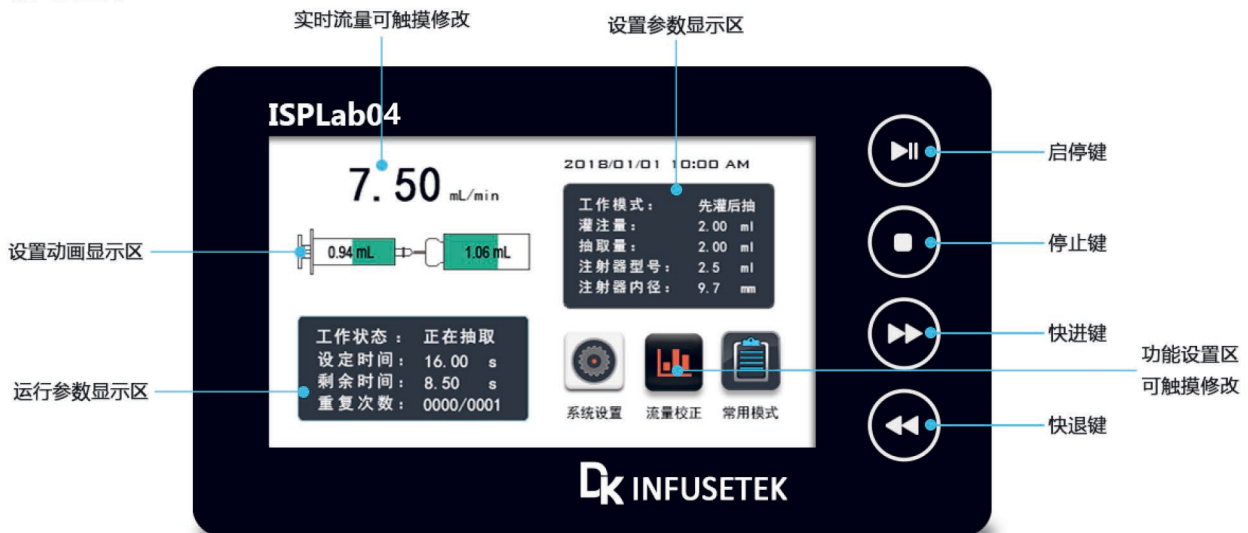 实时流量可触摸修改
设置参数显示区
ISPLab04
7.50 mL/min
2018/01/01 10:00 AM
工作模式： 先灌后抽
灌注量： 2.00 ml
抽取量： 2.00 ml
注射器型号： 2.5 ml
注射器内径： 9.7 mm
设置动画显示区
0.94 mL
1.06 mL
运行参数显示区
工作状态： 正在抽取
设定时间： 16.00 s
剩余时间： 8.50 s
重复次数： 0000/0001
系统设置
流量校正
常用模式
启停键
停止键
快进键
功能设置区
可触摸修改
快退键
DK INFUSETEK